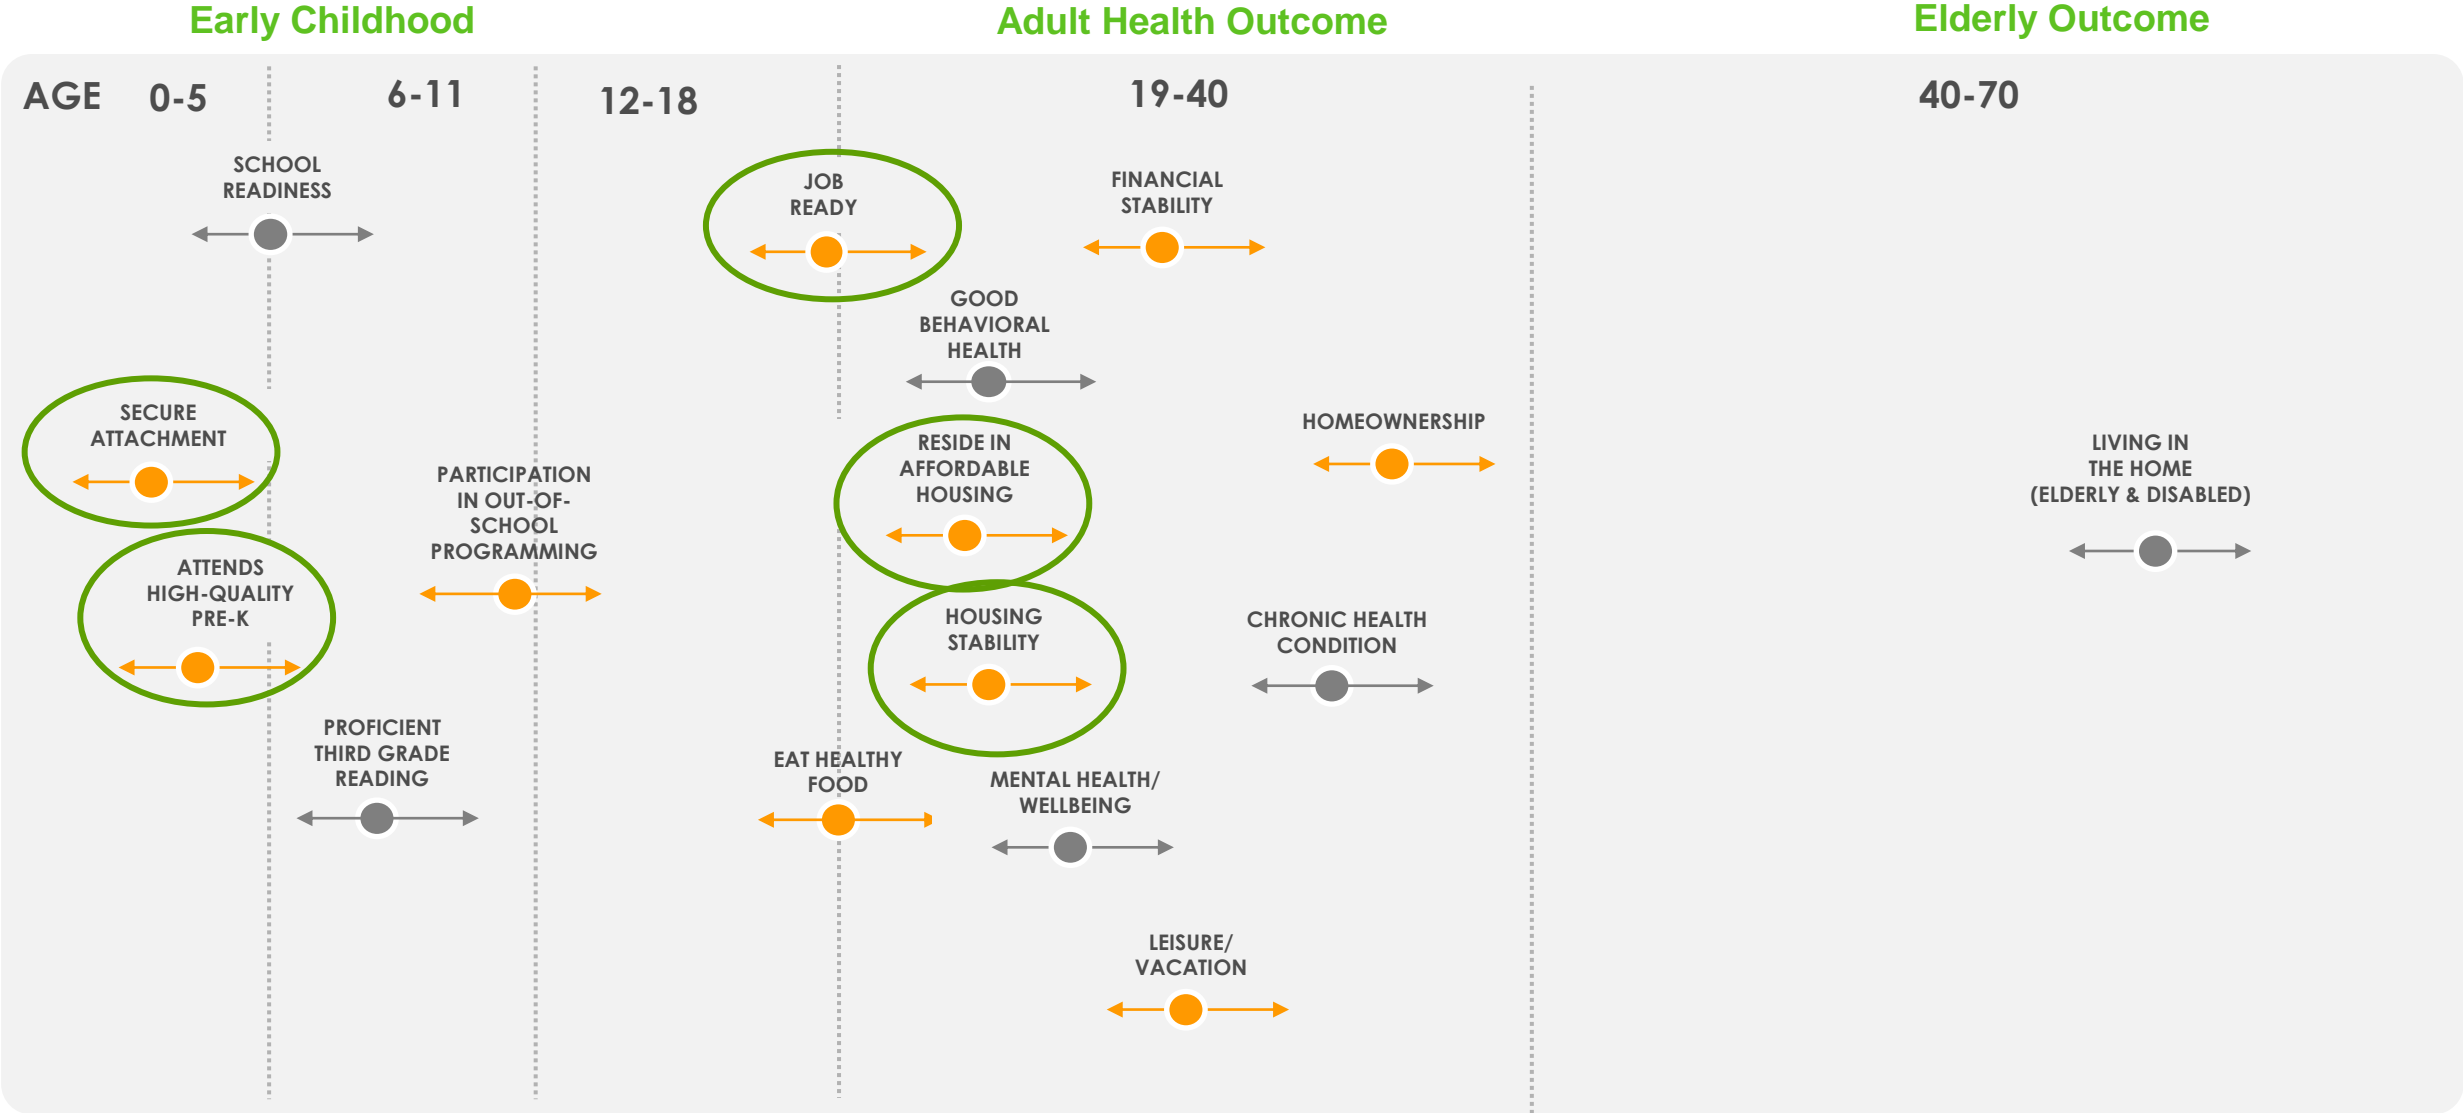 Early Childhood
Adult Health Outcome
Elderly Outcome
AGE
0-5
6-11
12-18
19-40
40-70
SCHOOL
READINESS
JOB
READY
FINANCIAL
STABILITY
GOOD
BEHAVIORAL
HEALTH
SECURE
ATTACHMENT
PARTICIPATION
IN OUT-OF-
SCHOOL
PROGRAMMING
RESIDE IN
AFFORDABLE
HOUSING
HOMEOWNERSHIP
LIVING IN
THE HOME
(ELDERLY & DISABLED)
ATTENDS
HIGH-QUALITY
PRE-K
HOUSING
STABILITY
CHRONIC HEALTH
CONDITION
PROFICIENT
THIRD GRADE
READING
EAT HEALTHY
FOOD
MENTAL HEALTH/
WELLBEING
LEISURE/
VACATION